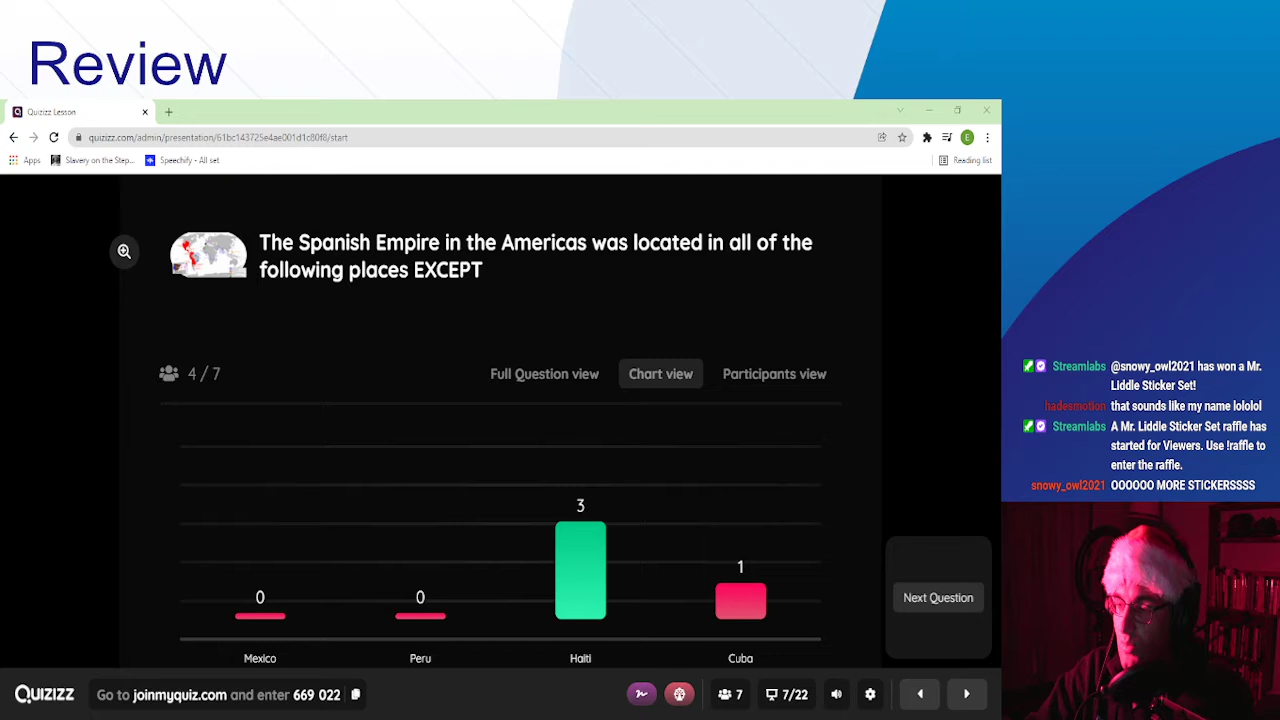 Review
Quizizz Lesson
quizizz.com/admin/presentation/61bc143725e4ae001d1c80f8/start
Apps
Slavery on the Step...
Speechify - All set
E
Reading list
The Spanish Empire in the Americas was located in all of the
following places EXCEPT
4 / 7
Full Question view
Chart view
Participants view
0
0
3
1
Mexico
Peru
Haiti
Cuba
Next Question
QUIZIZZ
Go to joinmyquiz.com and enter 669 022
7
7/22
Streamlabs @snowy_owl2021 has won a Mr.
Liddle Sticker Set!
hadesmotion that sounds like my name lololol
Streamlabs A Mr. Liddle Sticker Set raffle has
started for Viewers. Use !raffle to
enter the raffle.
snowy_owl2021 OOOOOO MORE STICKERSSSS